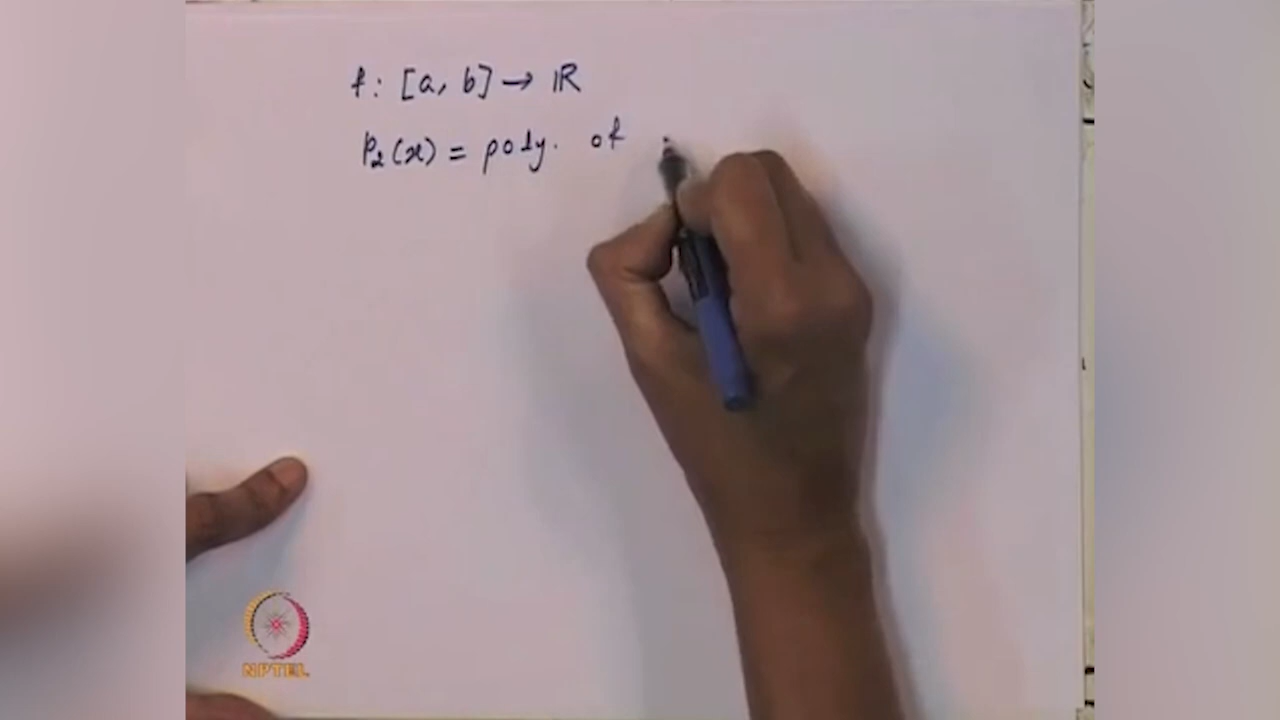 f: [a, b] → ℝ
p₂(x) = poly. of
NPTEL